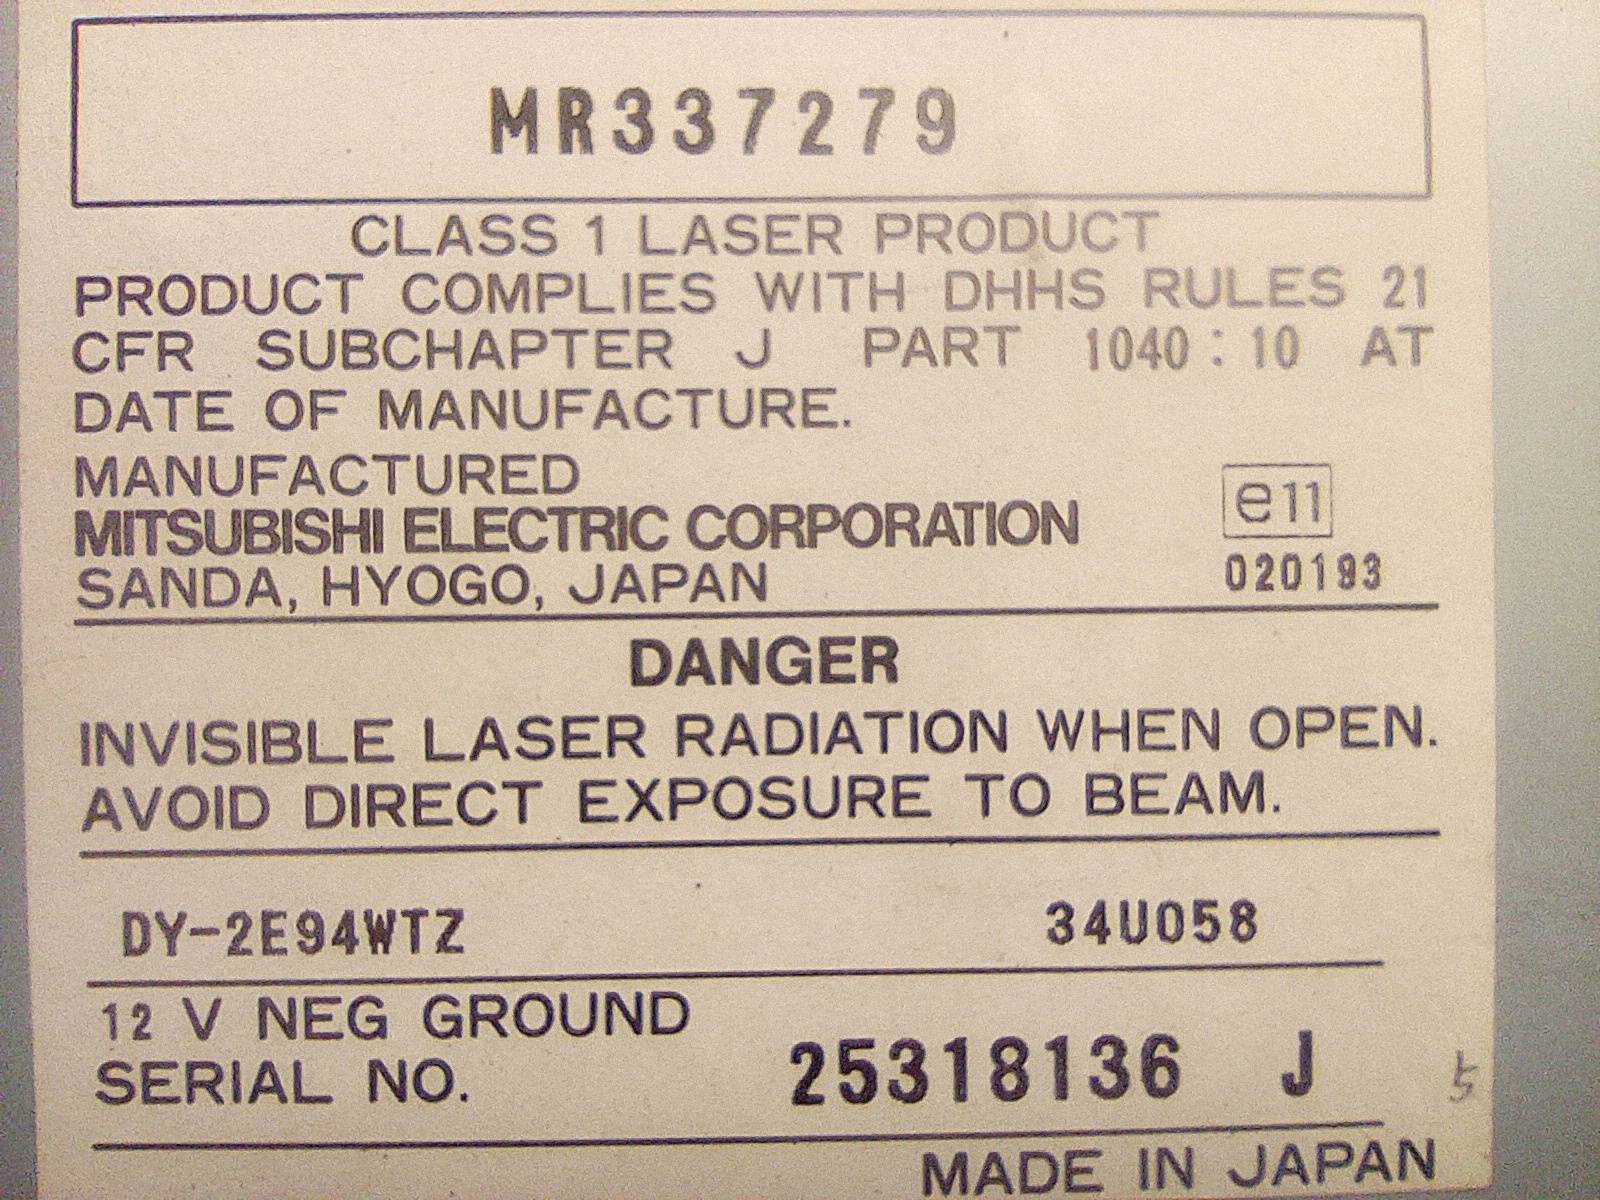 MR337279
CLASS 1 LASER PRODUCT
PRODUCT COMPLIES WITH DHHS RULES 21
CFR SUBCHAPTER J PART 1040:10 AT
DATE OF MANUFACTURE.
MANUFACTURED
MITSUBISHI ELECTRIC CORPORATION
SANDA, HYOGO, JAPAN
e11
020193
DANGER
INVISIBLE LASER RADIATION WHEN OPEN.
AVOID DIRECT EXPOSURE TO BEAM.
DY-2E94WTZ 34U058
12 V NEG GROUND
SERIAL NO. 25318136 J
5
MADE IN JAPAN